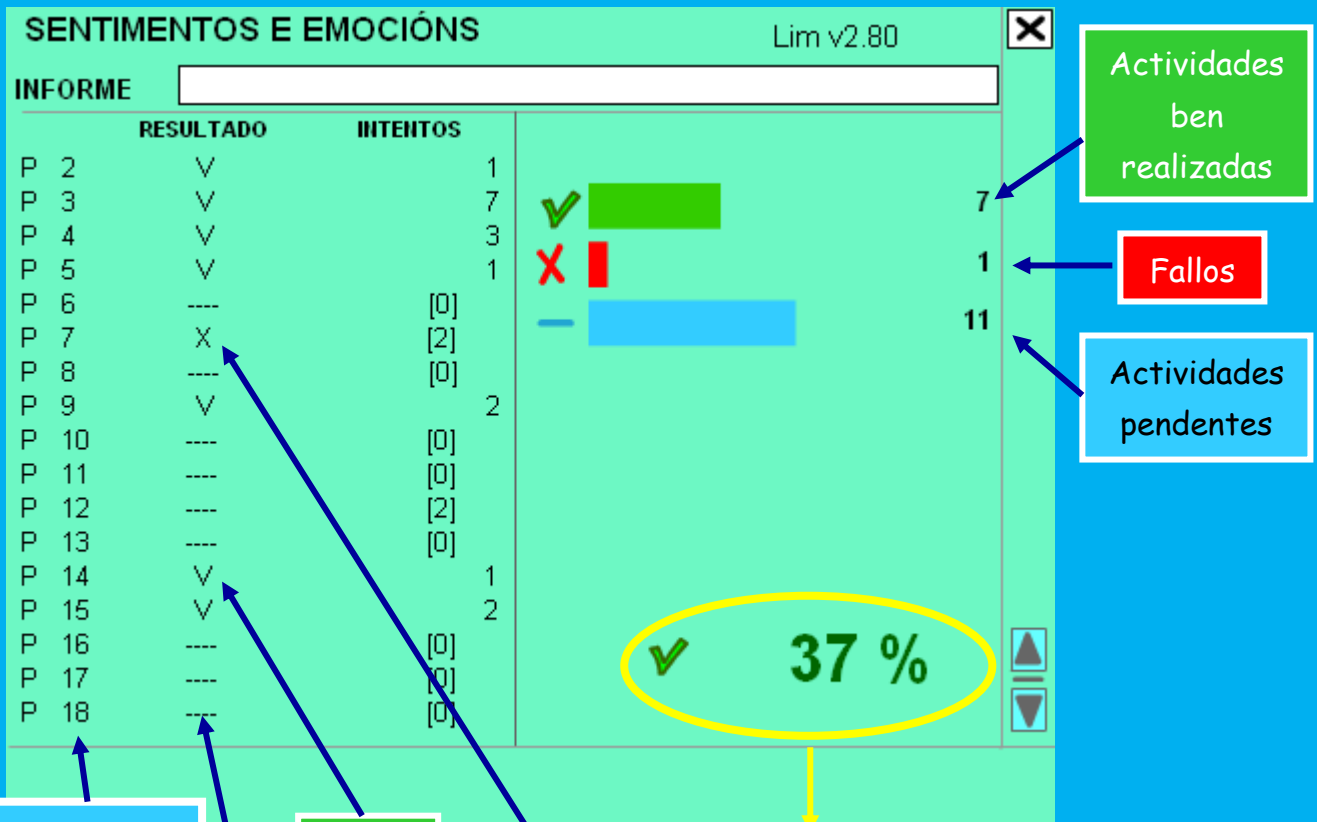 SENTIMENTOS E EMOCIÓNS
Lim v2.80
INFORME
RESULTADO INTENTOS
P 2 V 1
P 3 V 7
P 4 V 3
P 5 V 1
P 6 ---- [0]
P 7 X [2]
P 8 ---- [0]
P 9 V 2
P 10 ---- [0]
P 11 ---- [0]
P 12 ---- [2]
P 13 ---- [0]
P 14 V 1
P 15 V 2
P 16 ---- [0]
P 17 ---- [0]
P 18 ---- [0]
7
1
11
37 %
Actividades
ben
realizadas
Fallos
Actividades
pendentes